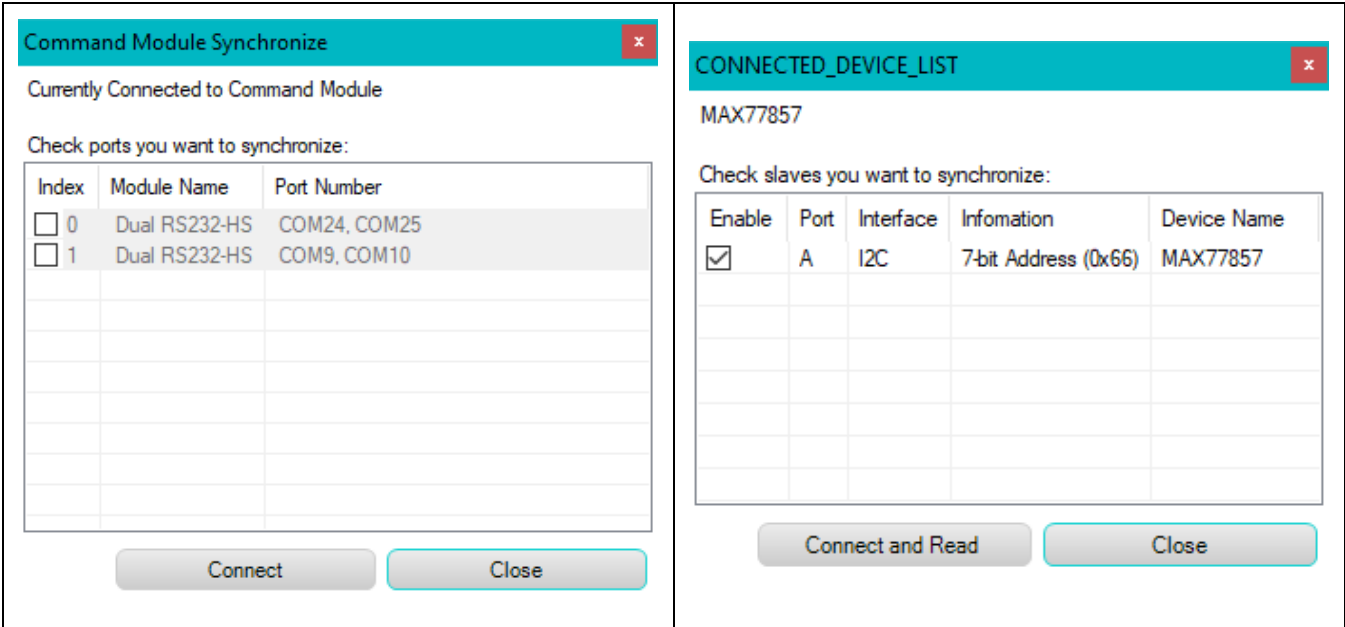 Command Module Synchronize
x
Currently Connected to Command Module
Check ports you want to synchronize:
Index Module Name Port Number
0 Dual RS232-HS COM24, COM25
1 Dual RS232-HS COM9, COM10
Connect Close
CONNECTED_DEVICE_LIST
x
MAX77857
Check slaves you want to synchronize:
Enable Port Interface Infomation Device Name
A I2C 7-bit Address (0x66) MAX77857
Connect and Read Close